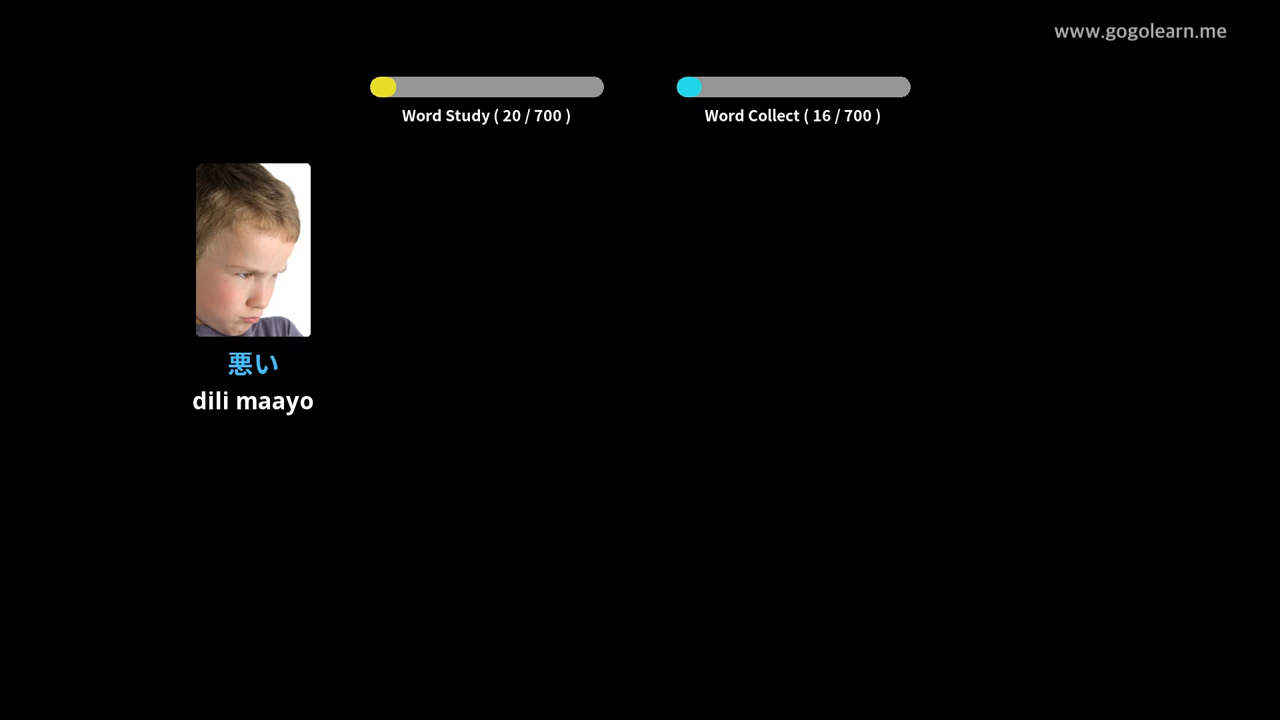 www.gogolearn.me
Word Study ( 20 / 700 )
Word Collect ( 16 / 700 )
悪い
dili maayo